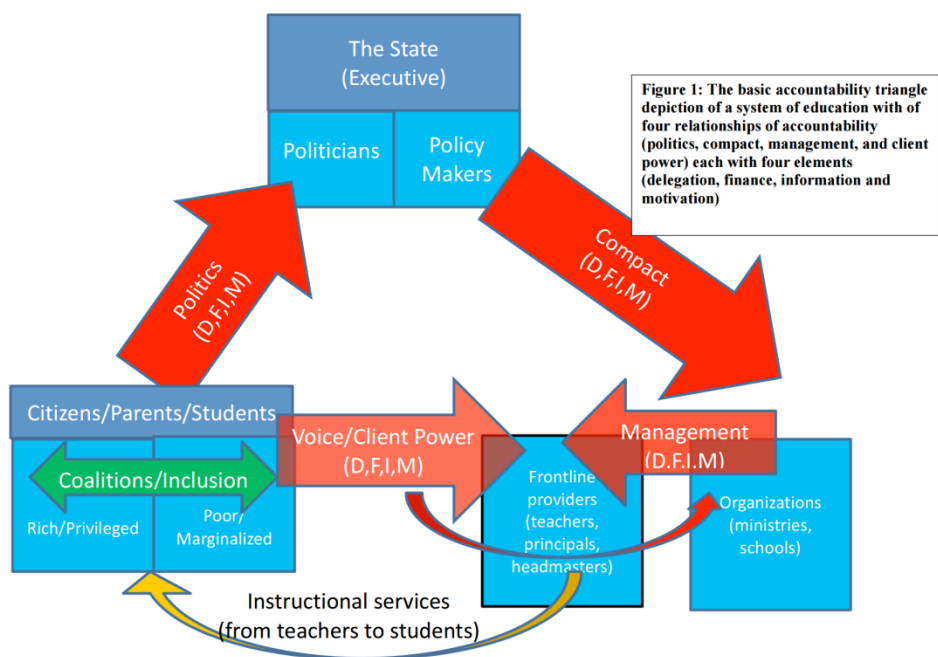 The State
(Executive)
Politicians
Policy
Makers
Figure 1: The basic accountability triangle
depiction of a system of education with of
four relationships of accountability
(politics, compact, management, and client
power) each with four elements
(delegation, finance, information and
motivation)
Politics
(D,F,I,M)
Compact
(D,F,I,M)
Citizens/Parents/Students
Coalitions/Inclusion
Rich/Privileged
Poor/
Marginalized
Voice/Client Power
(D,F,I,M)
Management
(D.F.I.M)
Frontline
providers
(teachers,
principals,
headmasters)
Organizations
(ministries,
schools)
Instructional services
(from teachers to students)